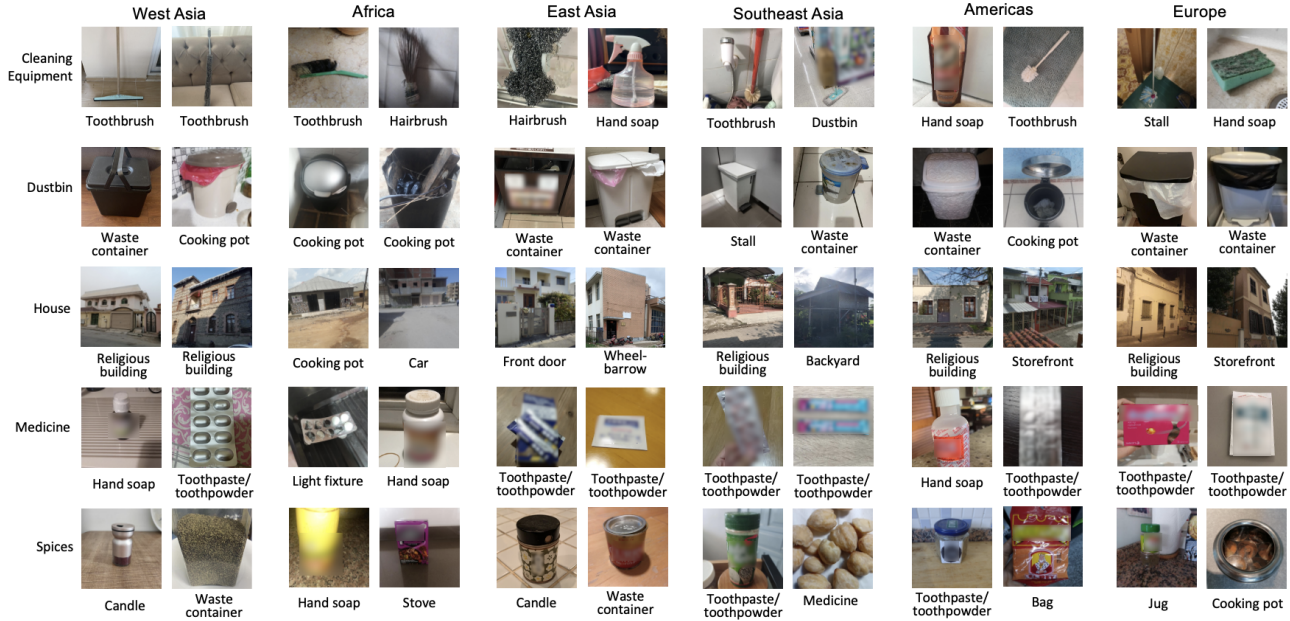 West Asia Africa East Asia Southeast Asia Americas Europe
Cleaning
Equipment
Toothbrush Toothbrush Toothbrush Hairbrush Hairbrush Hand soap Toothbrush Dustbin Hand soap Toothbrush Stall Hand soap
Dustbin
Waste
container Cooking pot Cooking pot Cooking pot Waste
container Waste
container Stall Waste
container Waste
container Cooking pot Waste
container Waste
container
House
Religious
building Religious
building Cooking pot Car Front door Wheel-
barrow Religious
building Backyard Religious
building Storefront Religious
building Storefront
Medicine
Hand soap Toothpaste/
toothpowder Light fixture Hand soap Toothpaste/
toothpowder Toothpaste/
toothpowder Toothpaste/
toothpowder Toothpaste/
toothpowder Hand soap Toothpaste/
toothpowder Toothpaste/
toothpowder Toothpaste/
toothpowder
Spices
Candle Waste
container Hand soap Stove Candle Waste
container Toothpaste/
toothpowder Medicine Toothpaste/
toothpowder Bag Jug Cooking pot